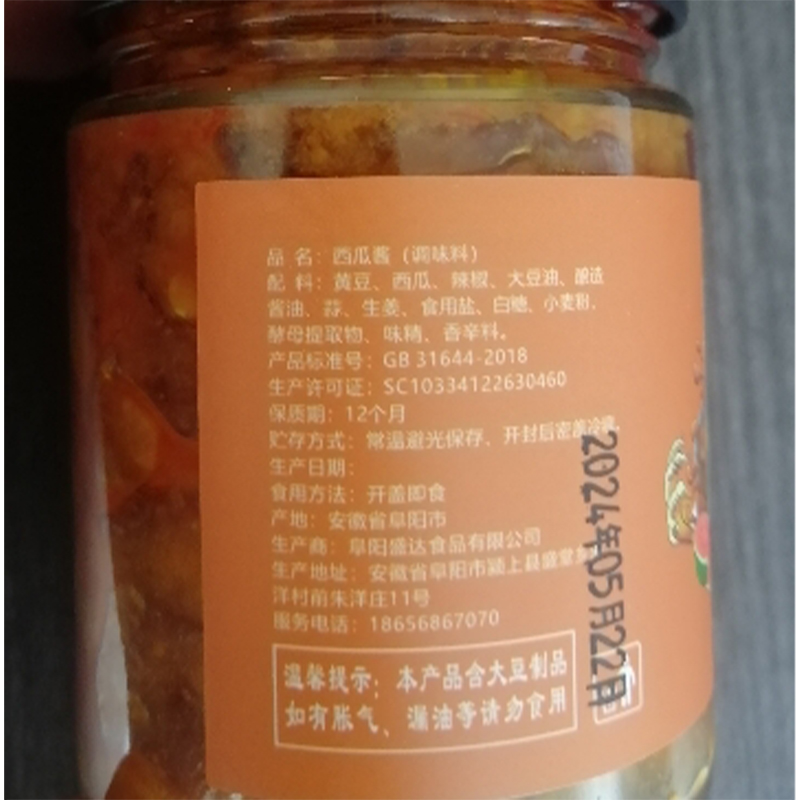 品 名：西瓜酱（调味料）
配 料：黄豆、西瓜、辣椒、大豆油、酿造
酱油、蒜、生姜、食用盐、白糖、小麦粉、
酵母提取物、味精、香辛料。
产品标准号：GB 31644-2018
生产许可证：SC10334122630460
保质期：12个月
贮存方式：常温避光保存、开封后密盖冷藏。
生产日期：
食用方法：开盖即食
产地：安徽省阜阳市
生产商：阜阳盛达食品有限公司
生产地址：安徽省阜阳市颍上县盛堂
洋村前朱洋庄11号
服务电话：18656867070
温馨提示：本产品含大豆制品
如有胀气、漏油等请勿食用
2024年05月22日